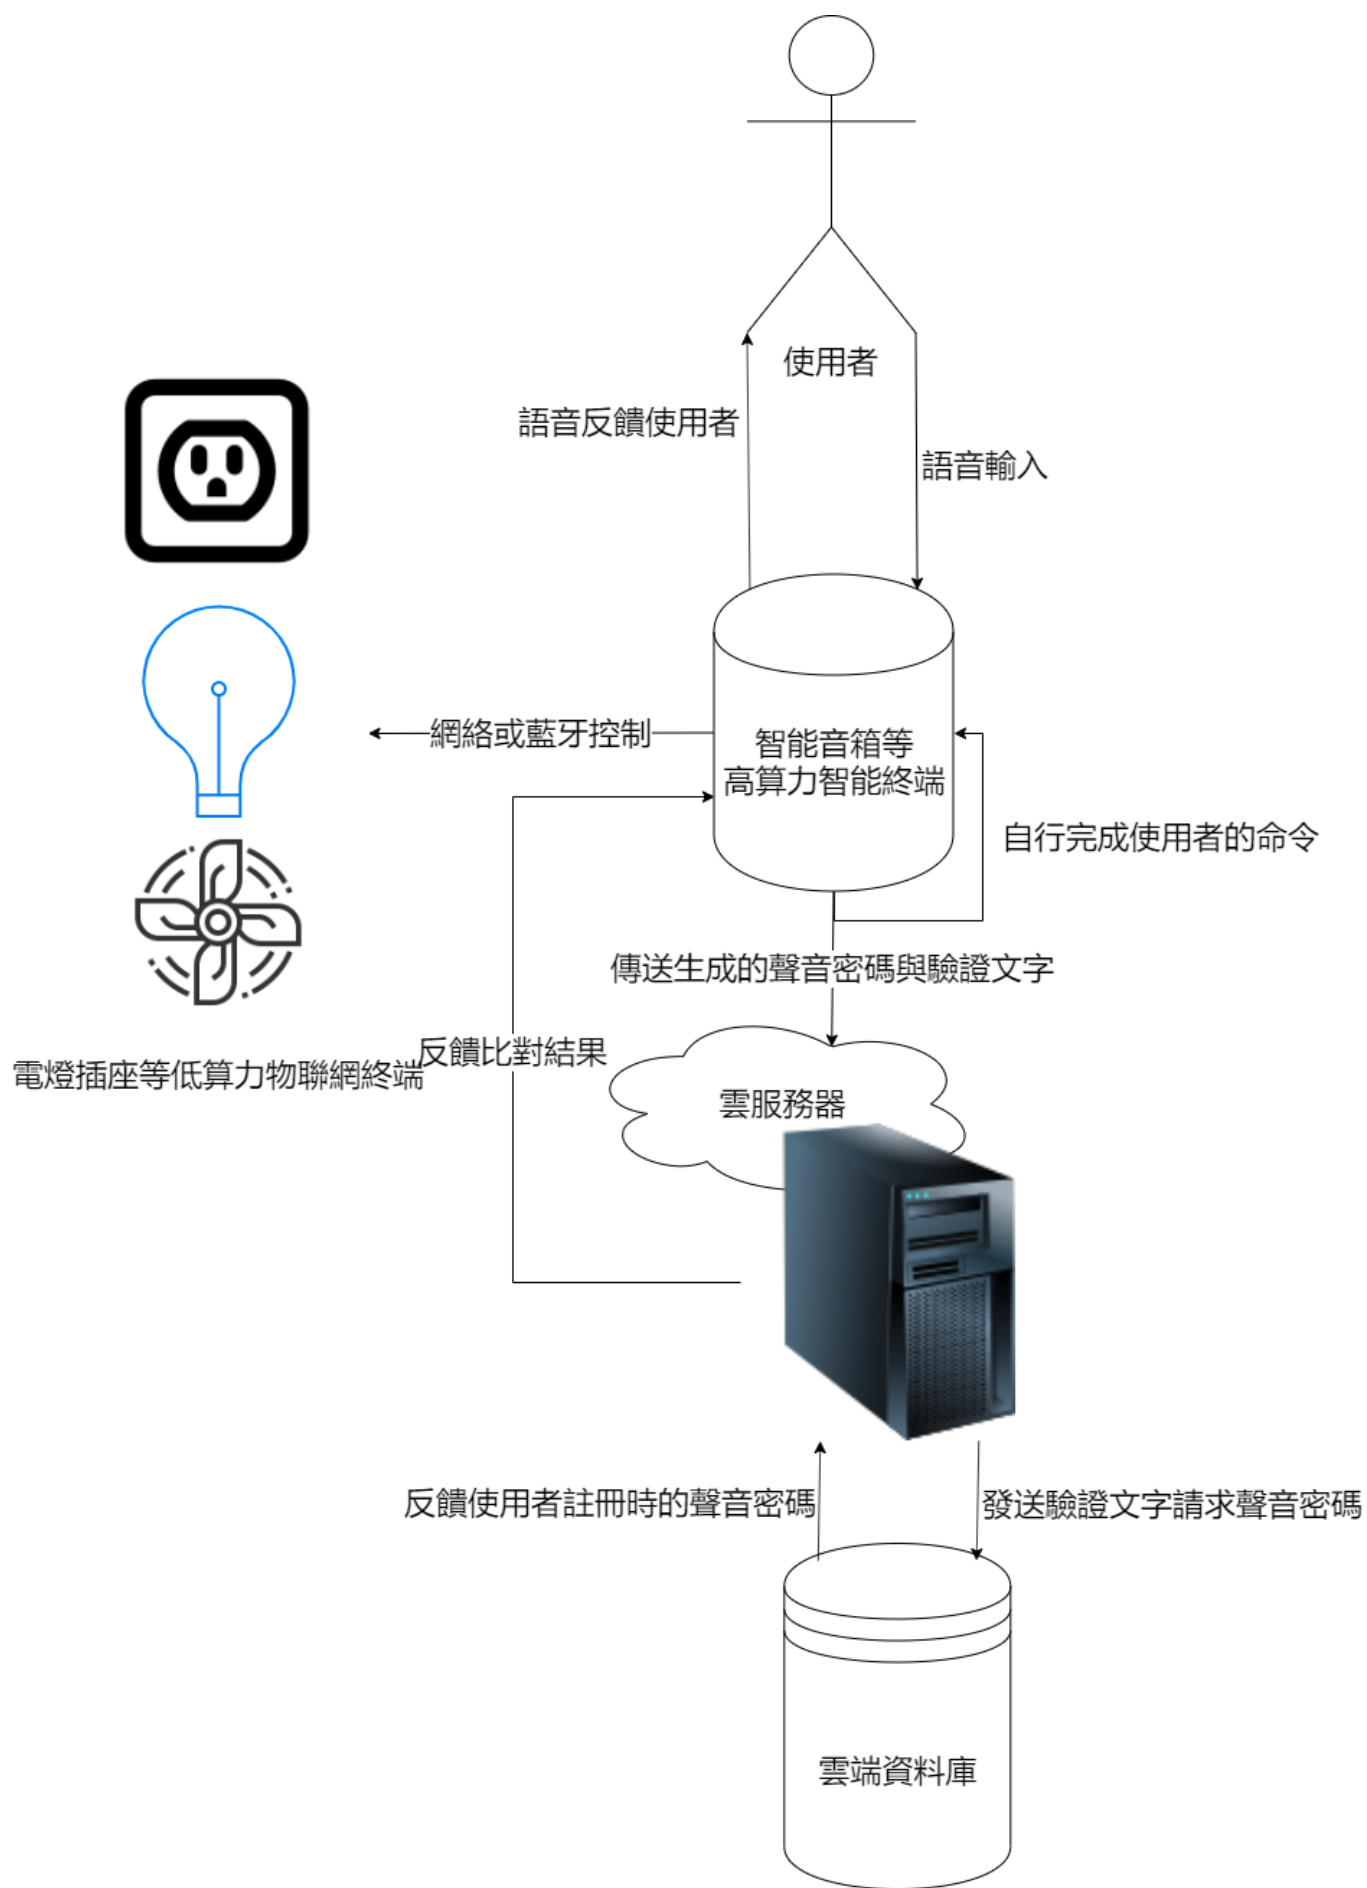 使用者
語音反饋使用者
語音輸入
網絡或藍牙控制
智能音箱等
高算力智能終端
自行完成使用者的命令
傳送生成的聲音密碼與驗證文字
反饋比對結果
電燈插座等低算力物聯網終端
雲服務器
反饋使用者註冊時的聲音密碼
發送驗證文字請求聲音密碼
雲端資料庫